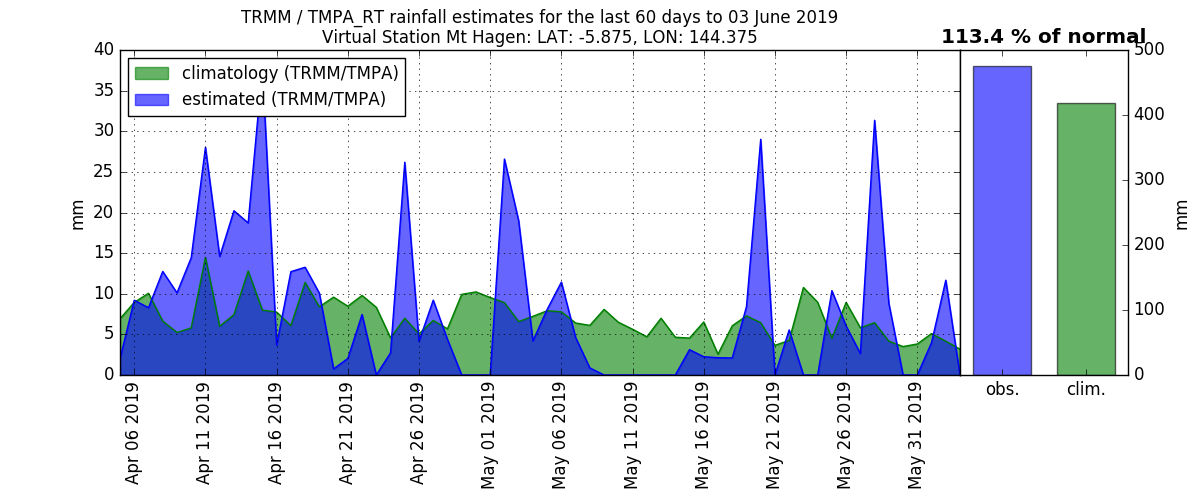 TRMM / TMPA_RT rainfall estimates for the last 60 days to 03 June 2019
Virtual Station Mt Hagen: LAT: -5.875, LON: 144.375
113.4 % of normal
climatology (TRMM/TMPA)
estimated (TRMM/TMPA)
mm
40
35
30
25
20
15
10
5
0
Apr 06 2019
Apr 11 2019
Apr 16 2019
Apr 21 2019
Apr 26 2019
May 01 2019
May 06 2019
May 11 2019
May 16 2019
May 21 2019
May 26 2019
May 31 2019
obs.
clim.
500
400
300
200
100
0
mm